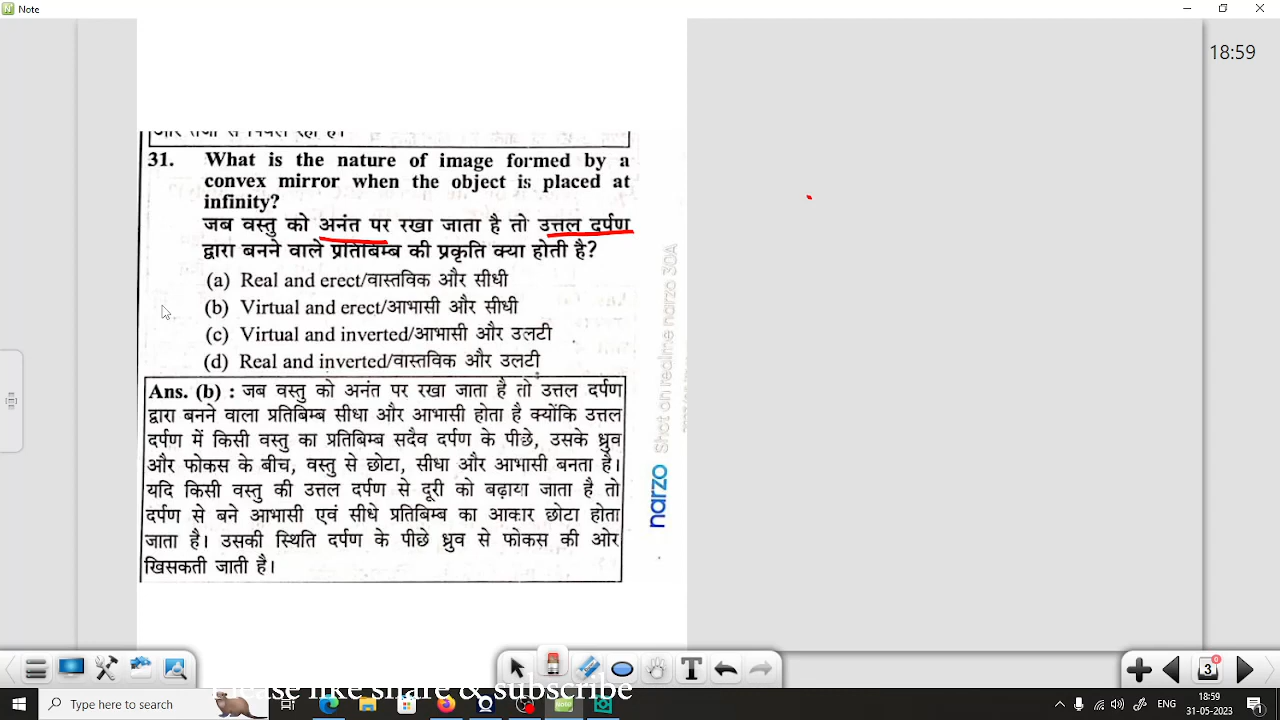 Note
18:59
31. What is the nature of image formed by a
convex mirror when the object is placed at
infinity?
जब वस्तु को अनंत पर रखा जाता है तो उत्तल दर्पण
द्वारा बनने वाले प्रतिबिम्ब की प्रकृति क्या होती है?
(a) Real and erect/वास्तविक और सीधी
(b) Virtual and erect/आभासी और सीधी
(c) Virtual and inverted/आभासी और उलटी
(d) Real and inverted/वास्तविक और उलटी
Ans. (b) : जब वस्तु को अनंत पर रखा जाता है तो उत्तल दर्पण
द्वारा बनने वाला प्रतिबिम्ब सीधा और आभासी होता है क्योंकि उत्तल
दर्पण में किसी वस्तु का प्रतिबिम्ब सदैव दर्पण के पीछे, उसके ध्रुव
और फोकस के बीच, वस्तु से छोटा, सीधा और आभासी बनता है।
यदि किसी वस्तु की उत्तल दर्पण से दूरी को बढ़ाया जाता है तो
दर्पण से बने आभासी एवं सीधे प्रतिबिम्ब का आकार छोटा होता
जाता है। उसकी स्थिति दर्पण के पीछे ध्रुव से फोकस की ओर
खिसकती जाती है।
narzo Shot on realme narzo 30A
T
3
0
Please like share & subscribe
Type here to search
Note
ENG
18:59
31-05-2023